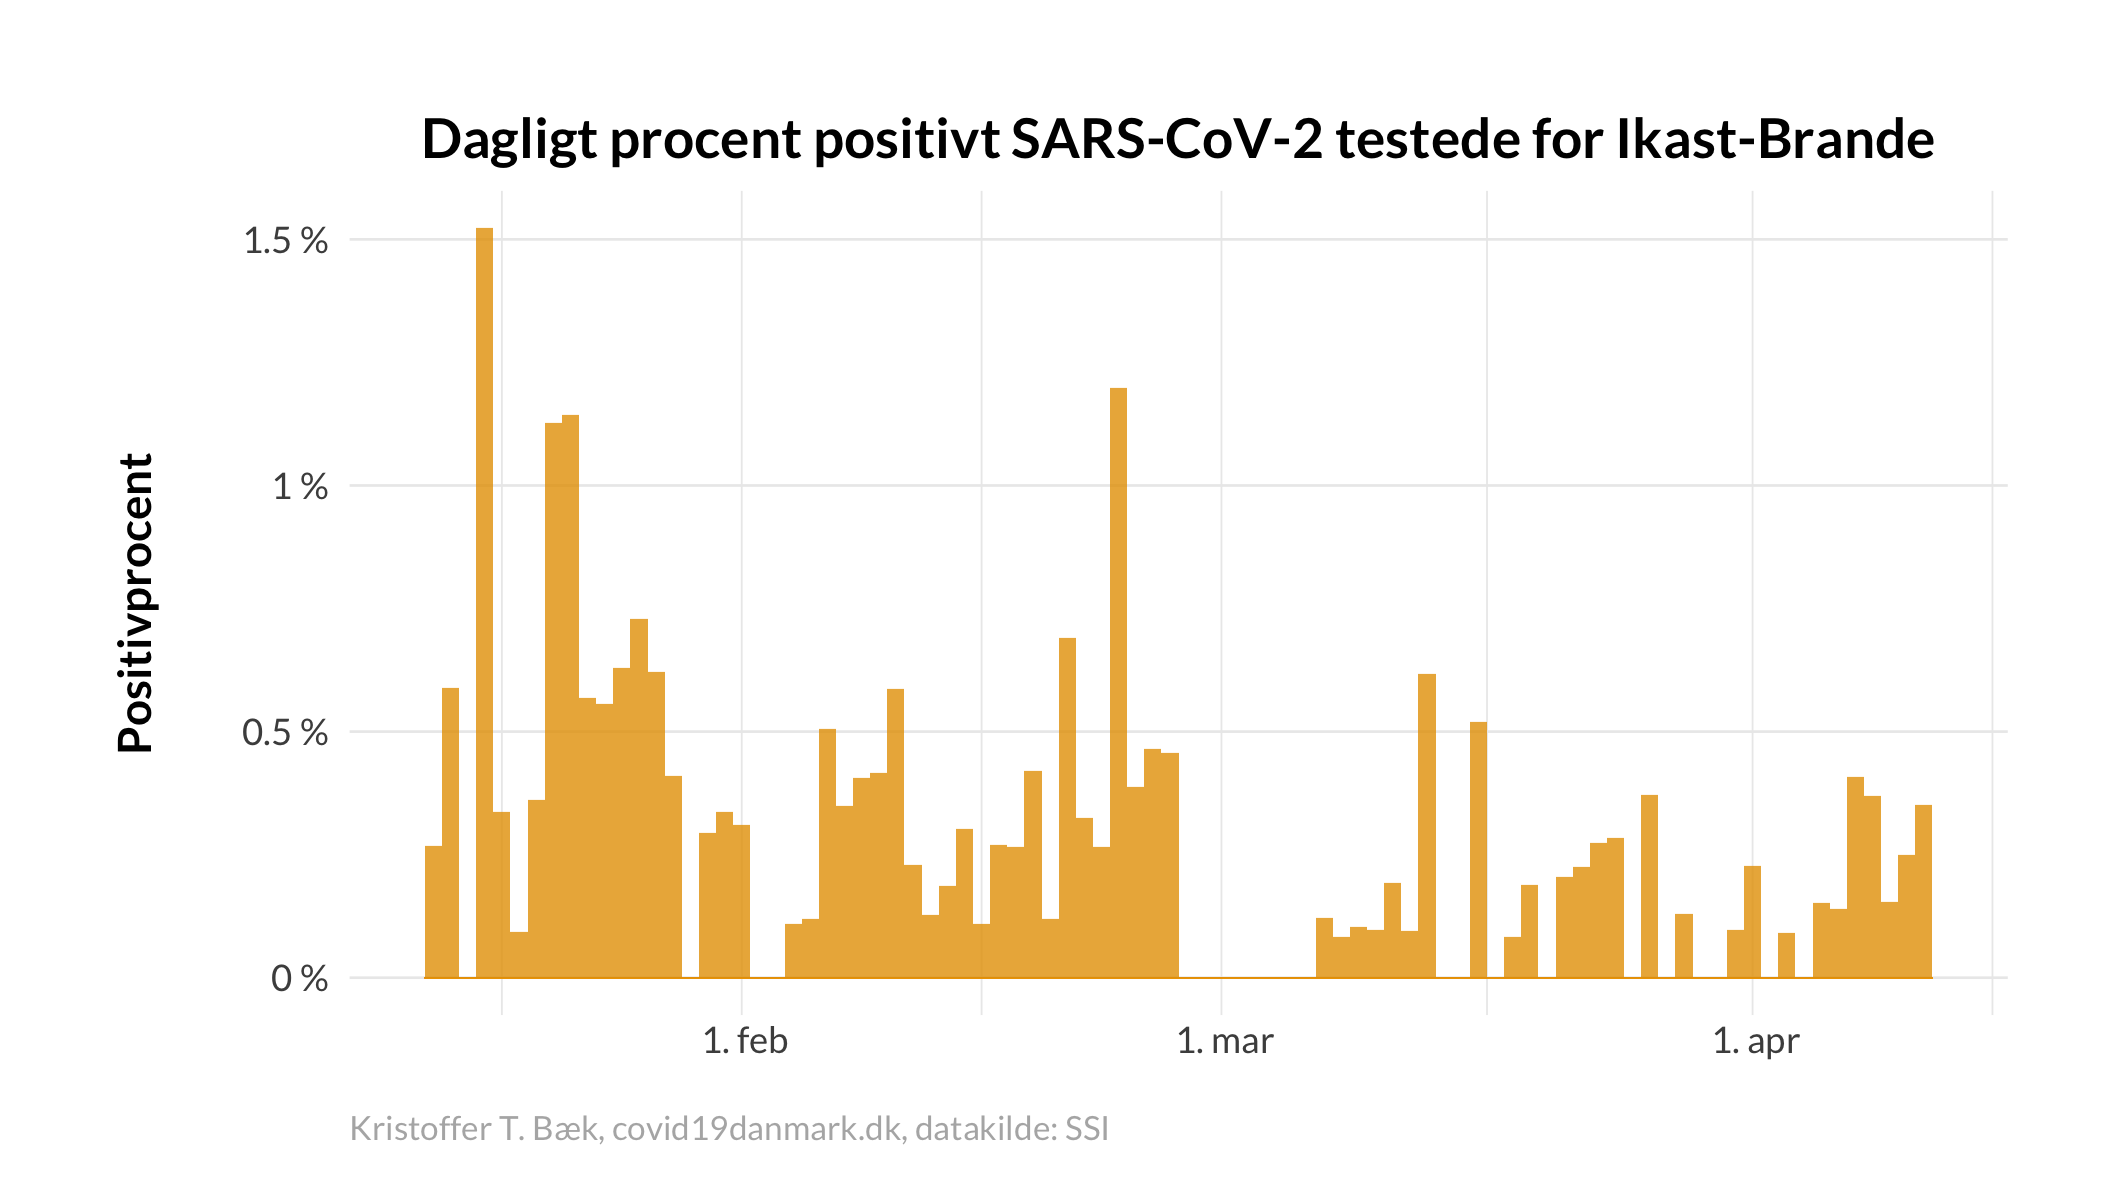 Dagligt procent positivt SARS-CoV-2 testede for Ikast-Brande
Positivprocent
1.5 %
1 %
0.5 %
0 %
1. feb
1. mar
1. apr
Kristoffer T. Bæk, covid19danmark.dk, datakilde: SSI